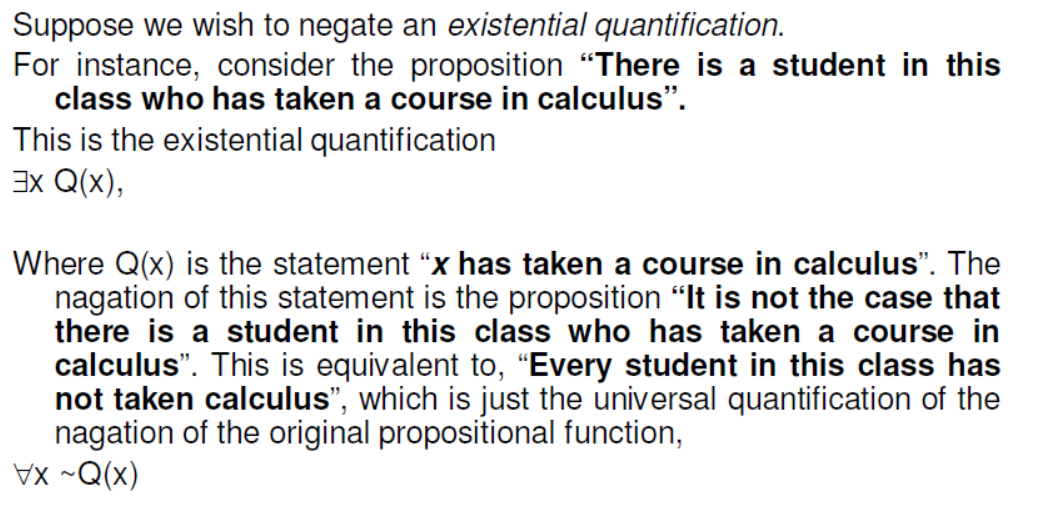 Suppose we wish to negate an existential quantification.
For instance, consider the proposition “There is a student in this
class who has taken a course in calculus”.
This is the existential quantification
∃x Q(x),
Where Q(x) is the statement “x has taken a course in calculus”. The
nagation of this statement is the proposition “It is not the case that
there is a student in this class who has taken a course in
calculus”. This is equivalent to, “Every student in this class has
not taken calculus”, which is just the universal quantification of the
nagation of the original propositional function,
∀x ~Q(x)